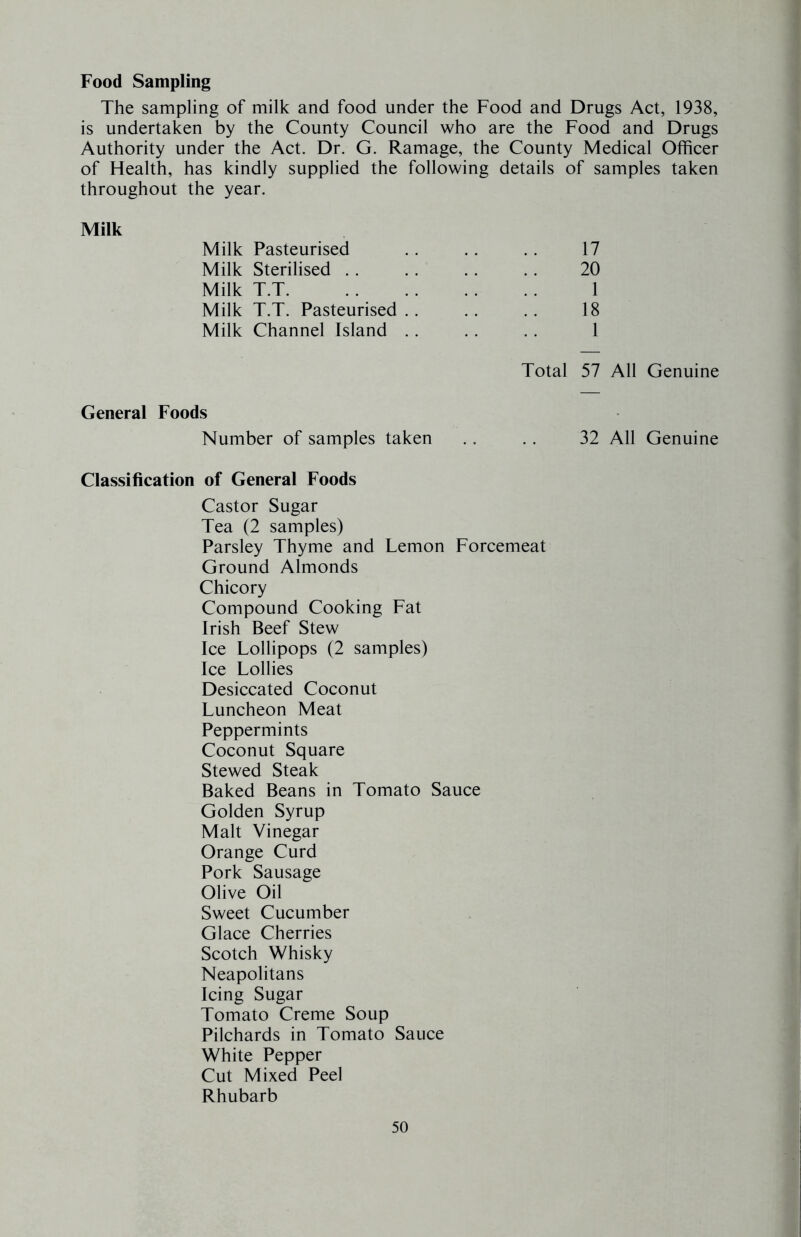 Food Sampling
The sampling of milk and food under the Food and Drugs Act, 1938,
is undertaken by the County Council who are the Food and Drugs
Authority under the Act. Dr. G. Ramage, the County Medical Officer
of Health, has kindly supplied the following details of samples taken
throughout the year.
Milk
Milk Pasteurised .. .. .. 17
Milk Sterilised .. .. .. .. 20
Milk T.T. .. .. .. .. 1
Milk T.T. Pasteurised .. .. .. 18
Milk Channel Island .. .. .. 1
Total 57 All Genuine
General Foods
Number of samples taken .. .. 32 All Genuine
Classification of General Foods
Castor Sugar
Tea (2 samples)
Parsley Thyme and Lemon Forcemeat
Ground Almonds
Chicory
Compound Cooking Fat
Irish Beef Stew
Ice Lollipops (2 samples)
Ice Lollies
Desiccated Coconut
Luncheon Meat
Peppermints
Coconut Square
Stewed Steak
Baked Beans in Tomato Sauce
Golden Syrup
Malt Vinegar
Orange Curd
Pork Sausage
Olive Oil
Sweet Cucumber
Glace Cherries
Scotch Whisky
Neapolitans
Icing Sugar
Tomato Creme Soup
Pilchards in Tomato Sauce
White Pepper
Cut Mixed Peel
Rhubarb
50